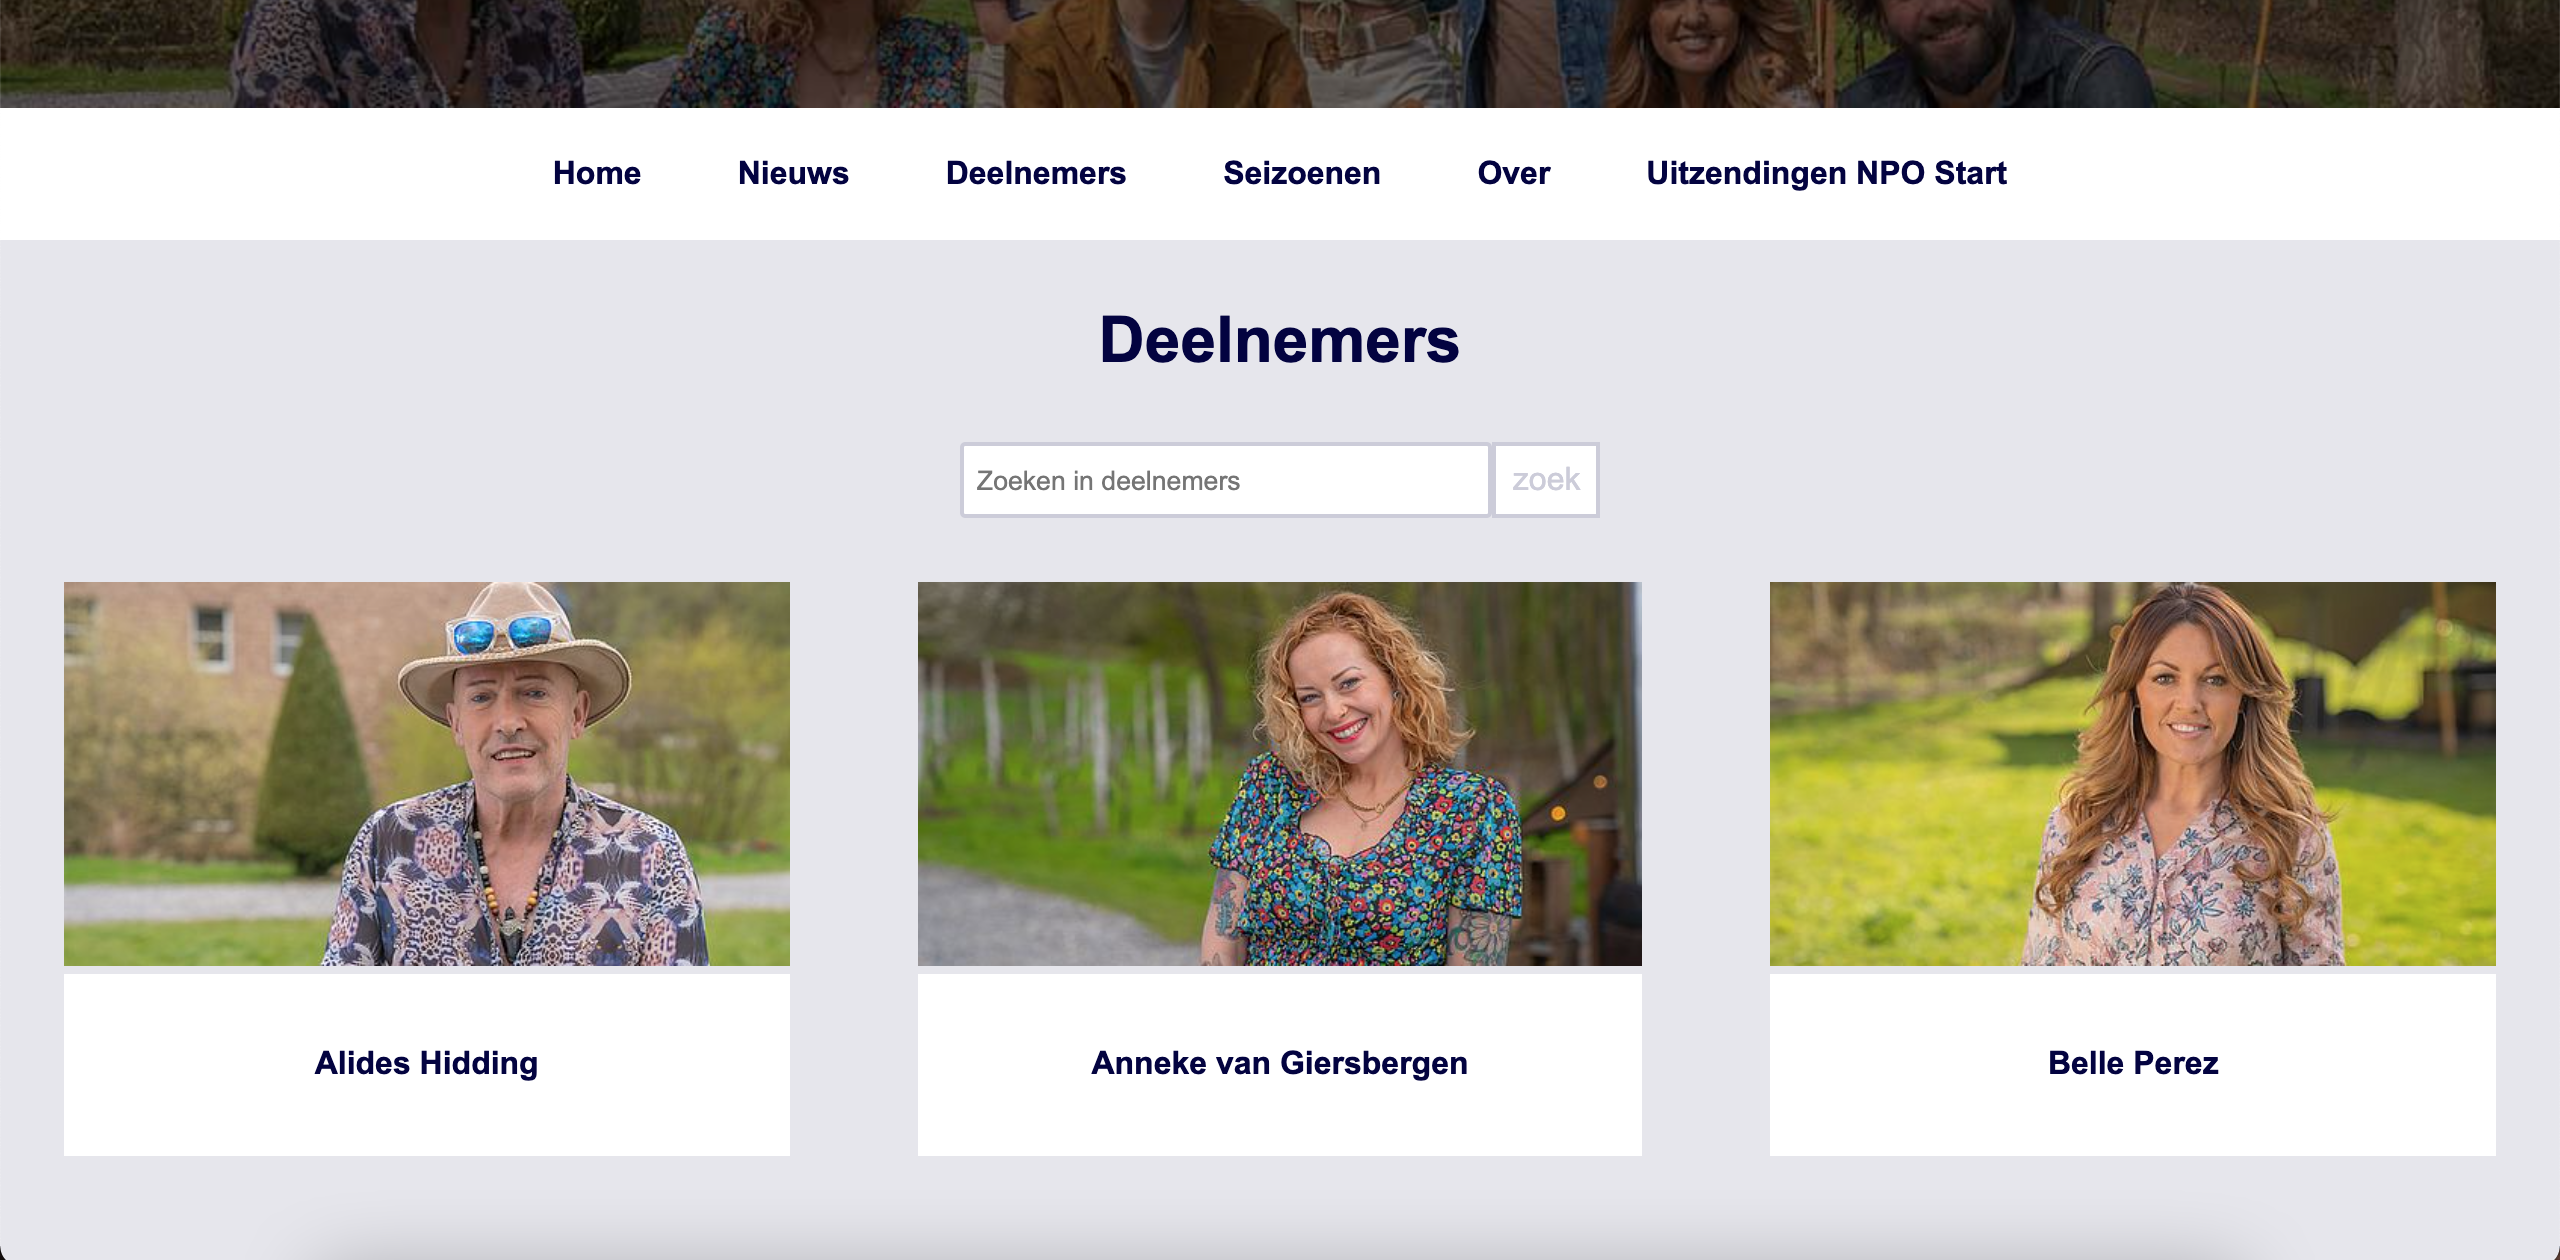 Home Nieuws Deelnemers Seizoenen Over Uitzendingen NPO Start
Deelnemers
Zoeken in deelnemers zoek
Alides Hidding Anneke van Giersbergen Belle Perez